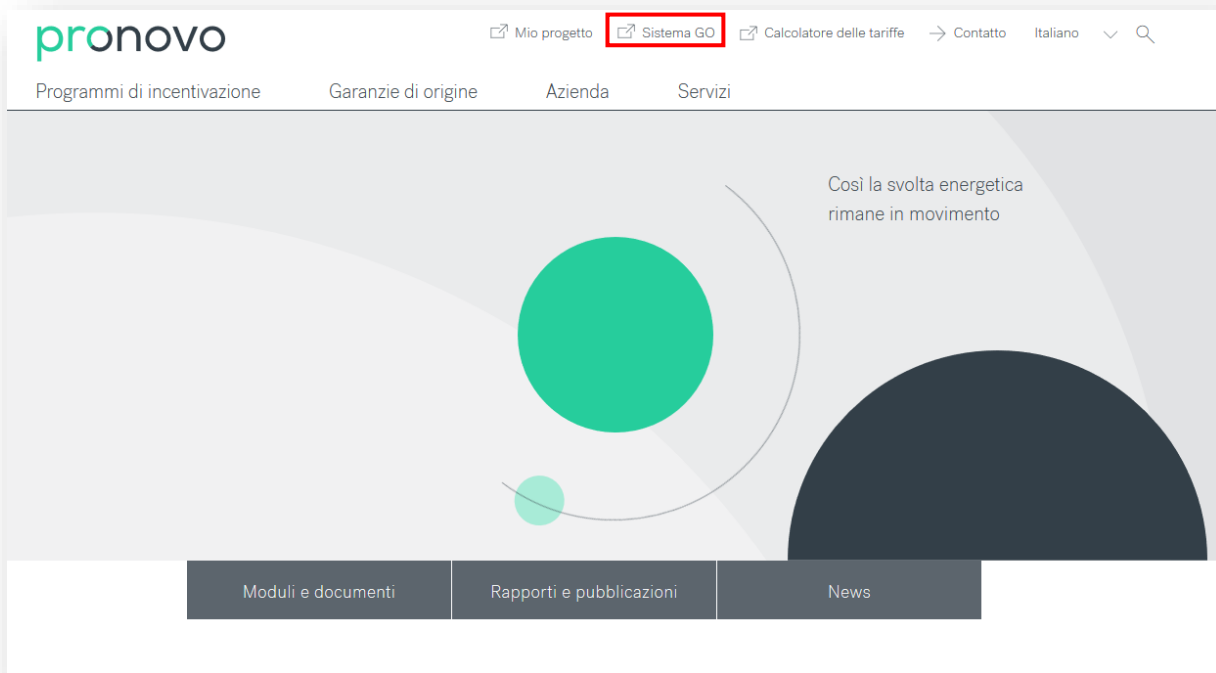 pronovo
Mio progetto Sistema GO Calcolatore delle tariffe Contatto Italiano
Programmi di incentivazione Garanzie di origine Azienda Servizi
Così la svolta energetica
rimane in movimento
Moduli e documenti Rapporti e pubblicazioni News